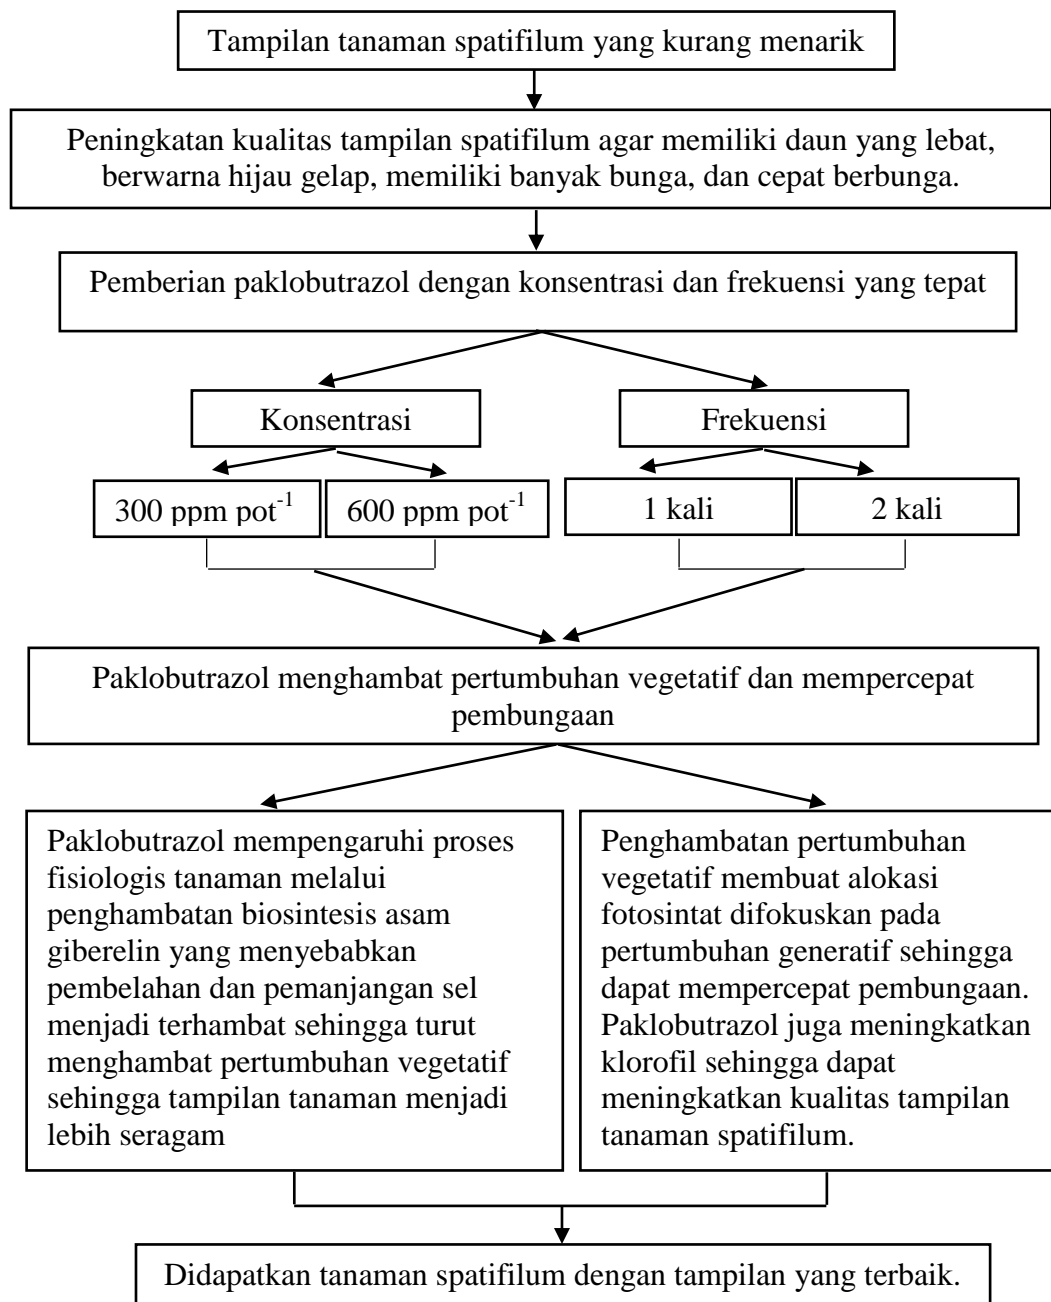 Tampilan tanaman spatifilum yang kurang menarik
Peningkatan kualitas tampilan spatifilum agar memiliki daun yang lebat,
berwarna hijau gelap, memiliki banyak bunga, dan cepat berbunga.
Pemberian paklobutrazol dengan konsentrasi dan frekuensi yang tepat
Konsentrasi
Frekuensi
300 ppm pot⁻¹
600 ppm pot⁻¹
1 kali
2 kali
Paklobutrazol menghambat pertumbuhan vegetatif dan mempercepat
pembungaan
Paklobutrazol mempengaruhi proses
fisiologis tanaman melalui
penghambatan biosintesis asam
giberelin yang menyebabkan
pembelahan dan pemanjangan sel
menjadi terhambat sehingga turut
menghambat pertumbuhan vegetatif
sehingga tampilan tanaman menjadi
lebih seragam
Penghambatan pertumbuhan
vegetatif membuat alokasi
fotosintat difokuskan pada
pertumbuhan generatif sehingga
dapat mempercepat pembungaan.
Paklobutrazol juga meningkatkan
klorofil sehingga dapat
meningkatkan kualitas tampilan
tanaman spatifilum.
Didapatkan tanaman spatifilum dengan tampilan yang terbaik.